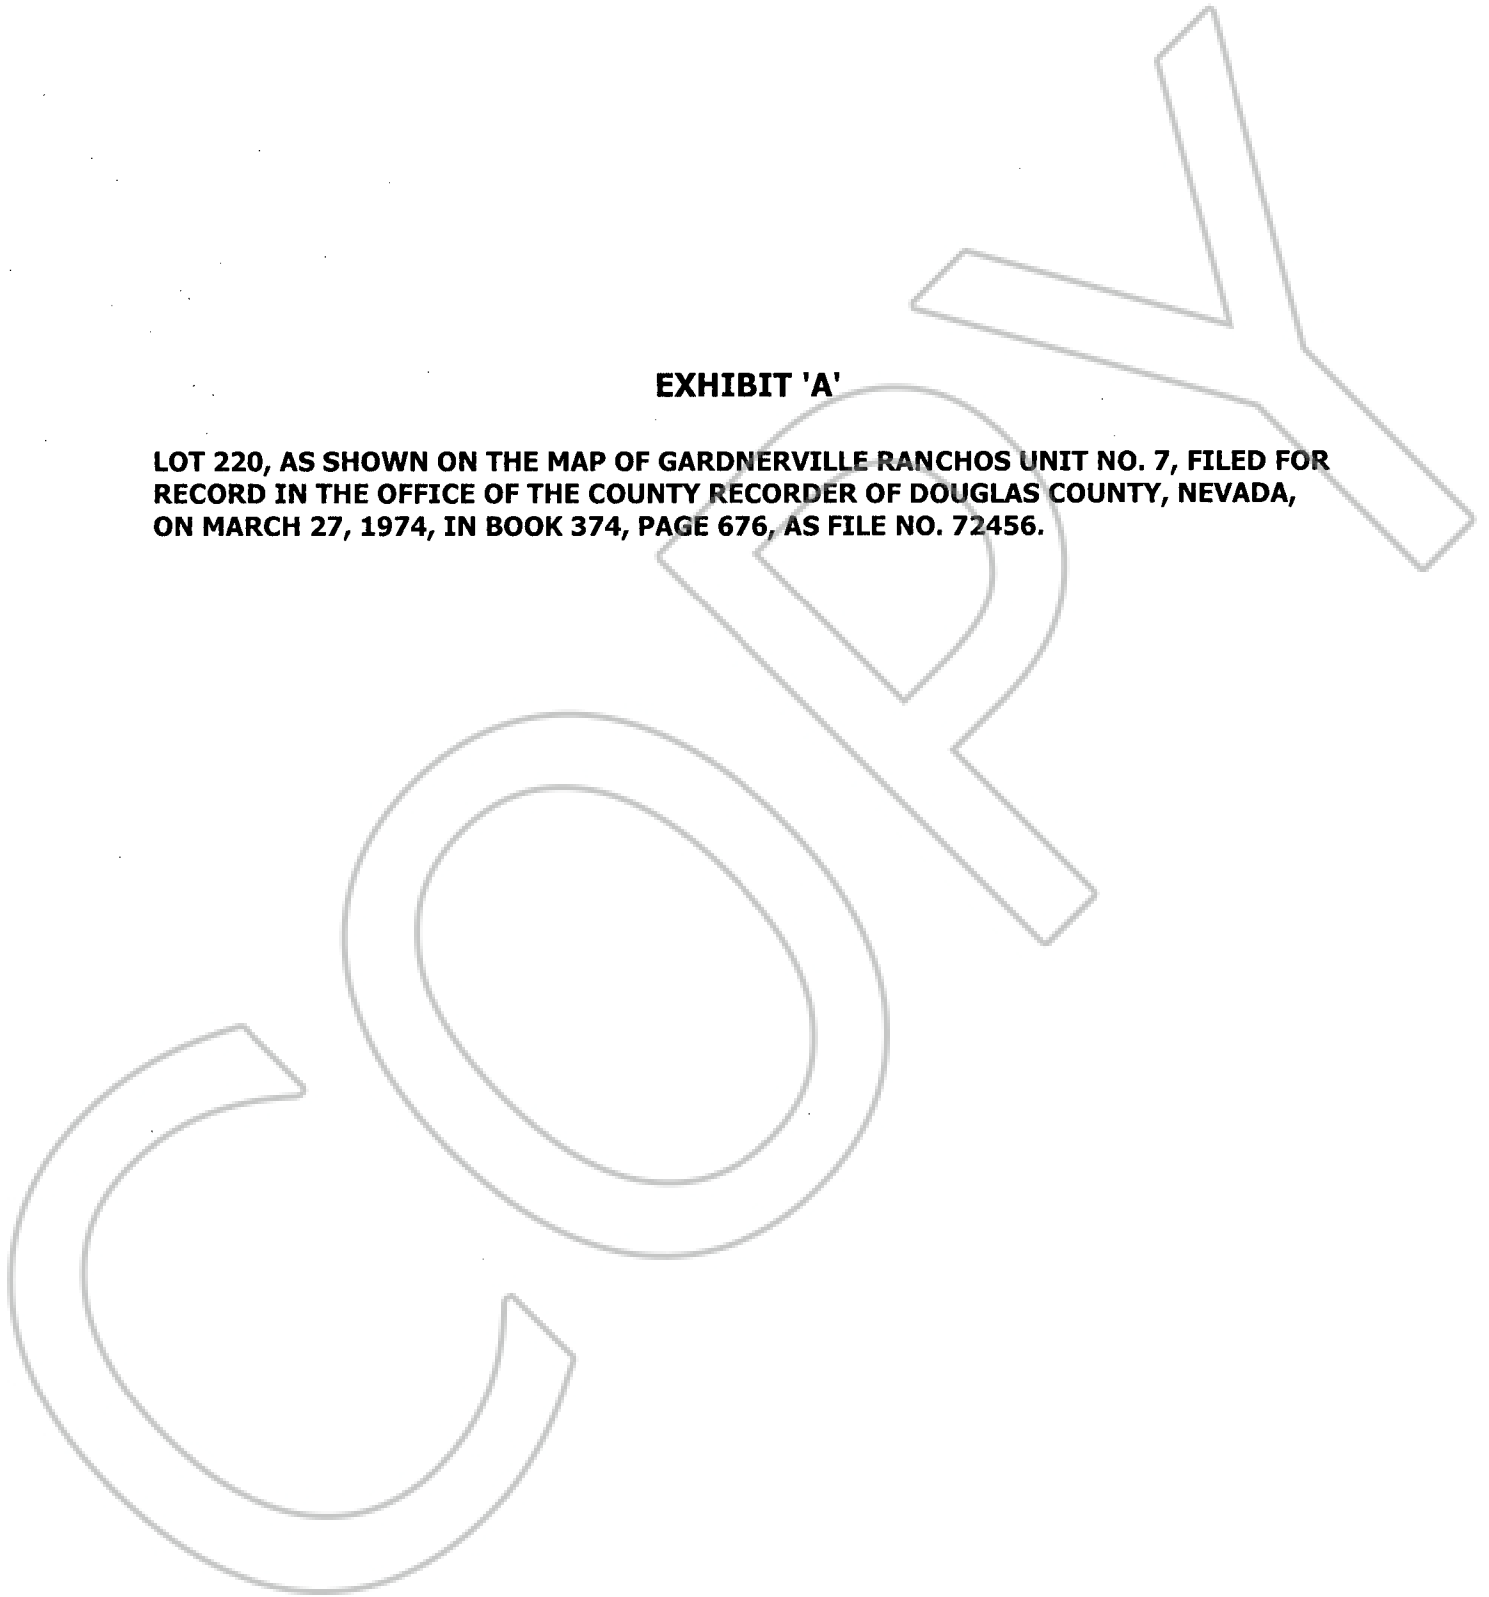 EXHIBIT 'A'
LOT 220, AS SHOWN ON THE MAP OF GARDNERVILLE RANCHOS UNIT NO. 7, FILED FOR
RECORD IN THE OFFICE OF THE COUNTY RECORDER OF DOUGLAS COUNTY, NEVADA,
ON MARCH 27, 1974, IN BOOK 374, PAGE 676, AS FILE NO. 72456.
COPY